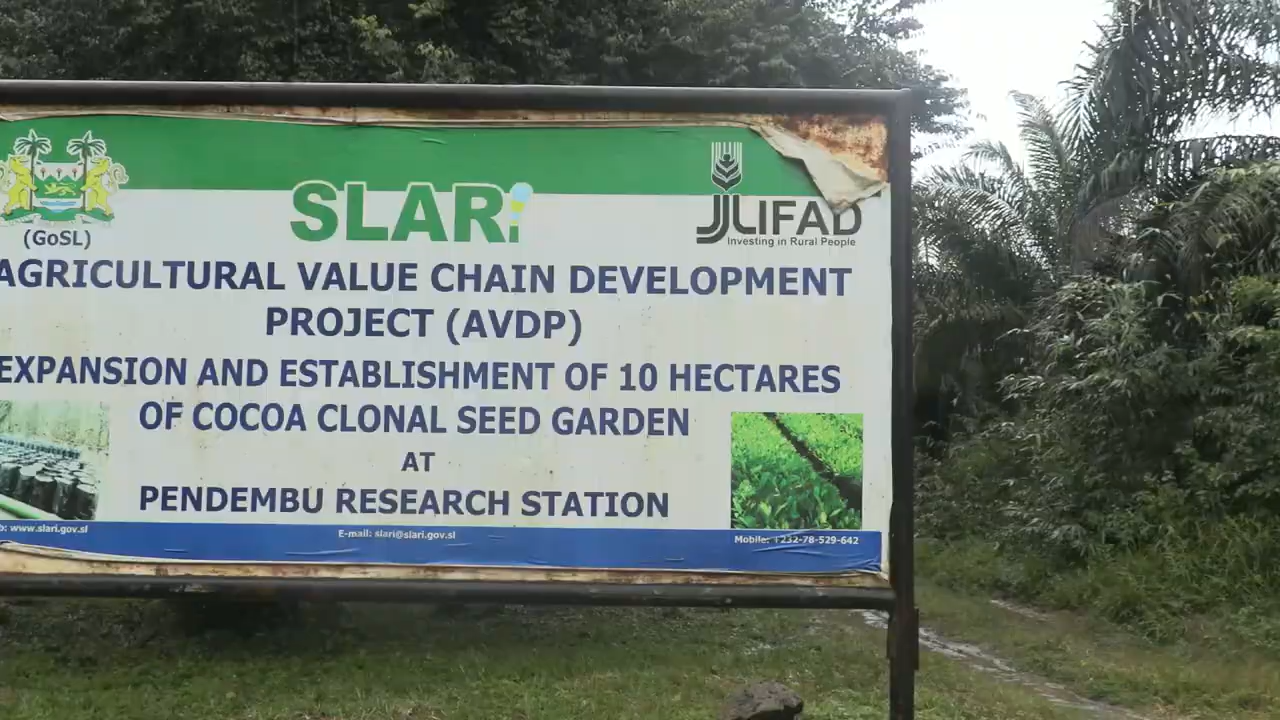 (GoSL)
SLARi
IFAD
Investing in Rural People
AGRICULTURAL VALUE CHAIN DEVELOPMENT
PROJECT (AVDP)
EXPANSION AND ESTABLISHMENT OF 10 HECTARES
OF COCOA CLONAL SEED GARDEN
AT
PENDEMBU RESEARCH STATION
b: www.slari.gov.sl
E-mail: slari@slari.gov.sl
Mobile: +232-78-529-642